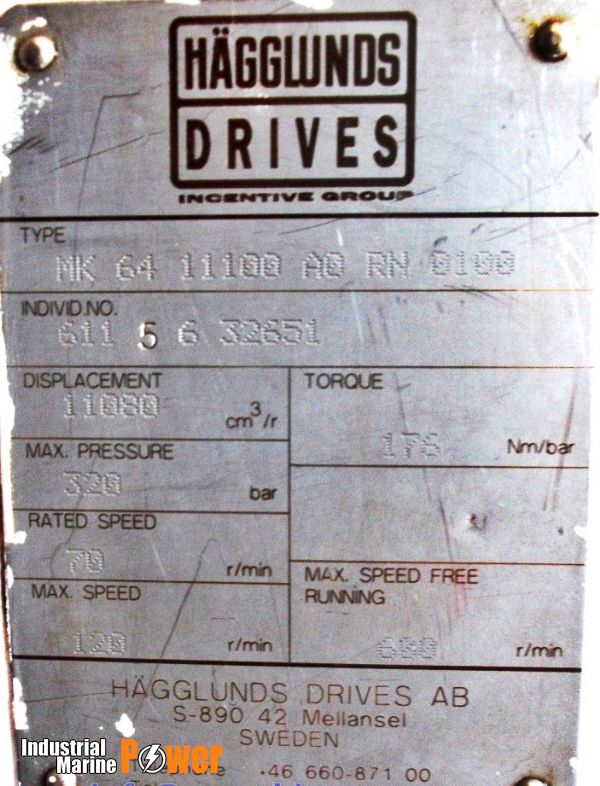 HÄGGLUNDS
DRIVES
INCENTIVE GROUP
TYPE
MK 64 11100 A0 RN 0100
INDIVID.NO.
611 5 6 32651
DISPLACEMENT
11080 cm³/r
TORQUE
176 Nm/bar
MAX. PRESSURE
320 bar
RATED SPEED
70 r/min
MAX. SPEED
120 r/min
MAX. SPEED FREE
RUNNING
600 r/min
HÄGGLUNDS DRIVES AB
S-890 42 Mellansel
SWEDEN
+46 660-871 00
Industrial
Marine Power